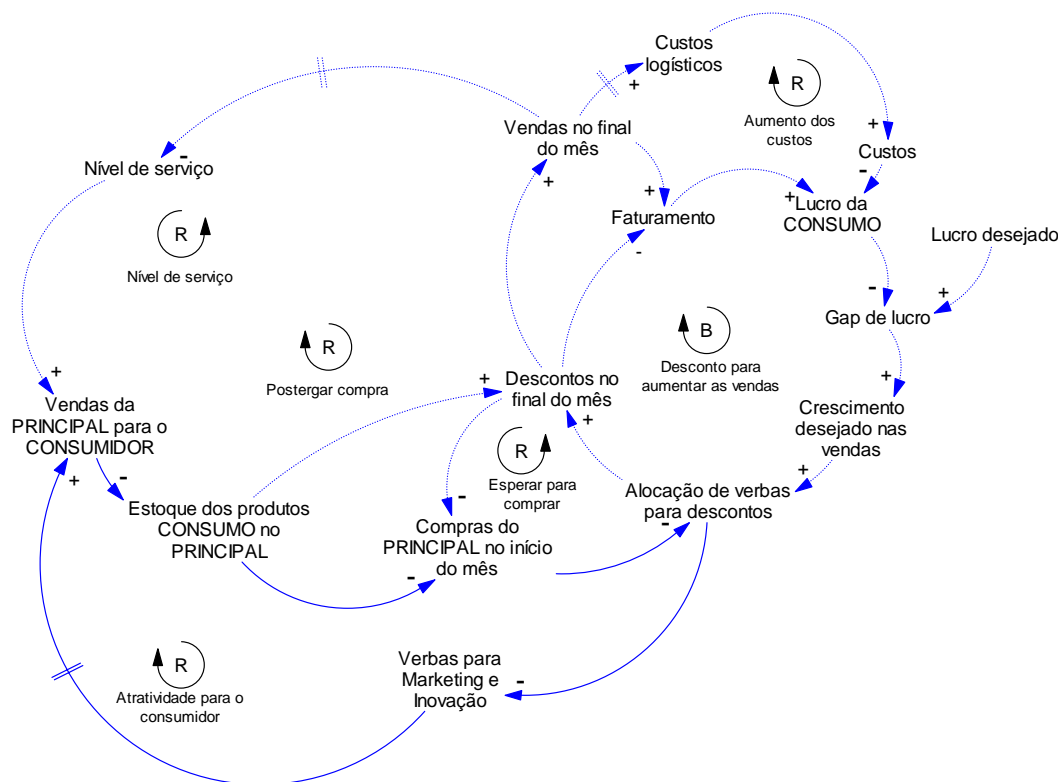 Custos
logísticos
+
R
Aumento dos
custos
Vendas no final
do mês
+
Custos
-
Nível de serviço
-
+
+
+
Faturamento
-
Lucro da
CONSUMO
Lucro desejado
R
Nível de serviço
-
+
Gap de lucro
R
Postergar compra
B
Desconto para
aumentar as vendas
+
+
Descontos no
final do mês
+
+
Vendas da
PRINCIPAL para o
CONSUMIDOR
+
-
Crescimento
desejado nas
vendas
+
R
Esperar para
comprar
-
Estoque dos produtos
CONSUMO no
PRINCIPAL
Alocação de verbas
para descontos
-
Compras do
PRINCIPAL no início
do mês
-
R
Atratividade para o
consumidor
Verbas para
Marketing e
Inovação
-